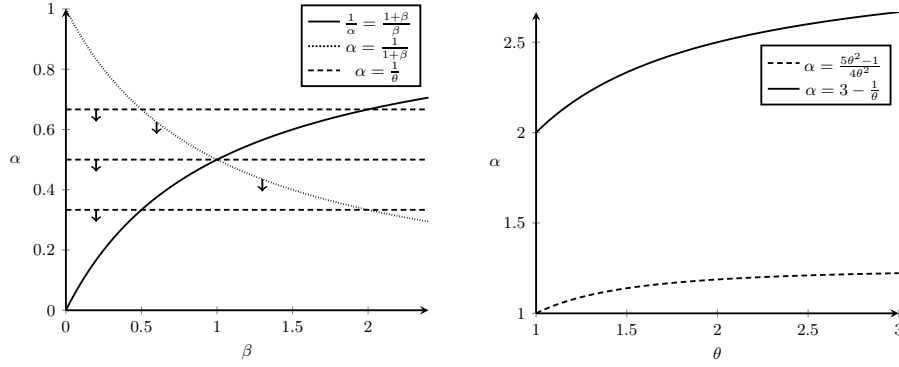 1
0.8
0.6
0.4
0.2
0
α
0 0.5 1 1.5 2
β
1/α = (1+β)/β
α = 1/(1+β)
α = 1/θ
2.5
2
1.5
1
α
1 1.5 2 2.5 3
θ
α = (5θ²−1)/(4θ²)
α = 3 − 1/θ